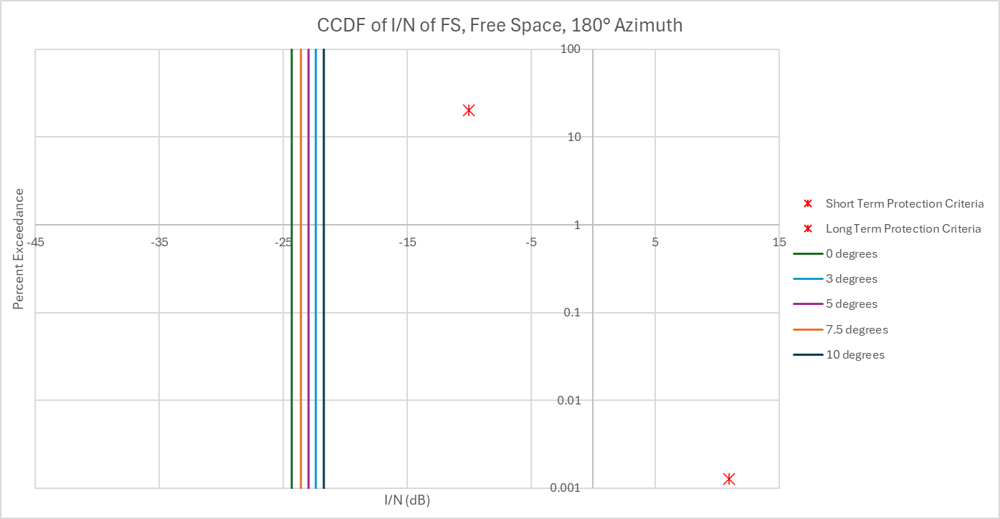 CCDF of I/N of FS, Free Space, 180° Azimuth
100
10
1
-45
-35
-25
-15
-5
5
15
0.1
0.01
0.001
Percent Exceedance
I/N (dB)
Short Term Protection Criteria
Long Term Protection Criteria
0 degrees
3 degrees
5 degrees
7.5 degrees
10 degrees